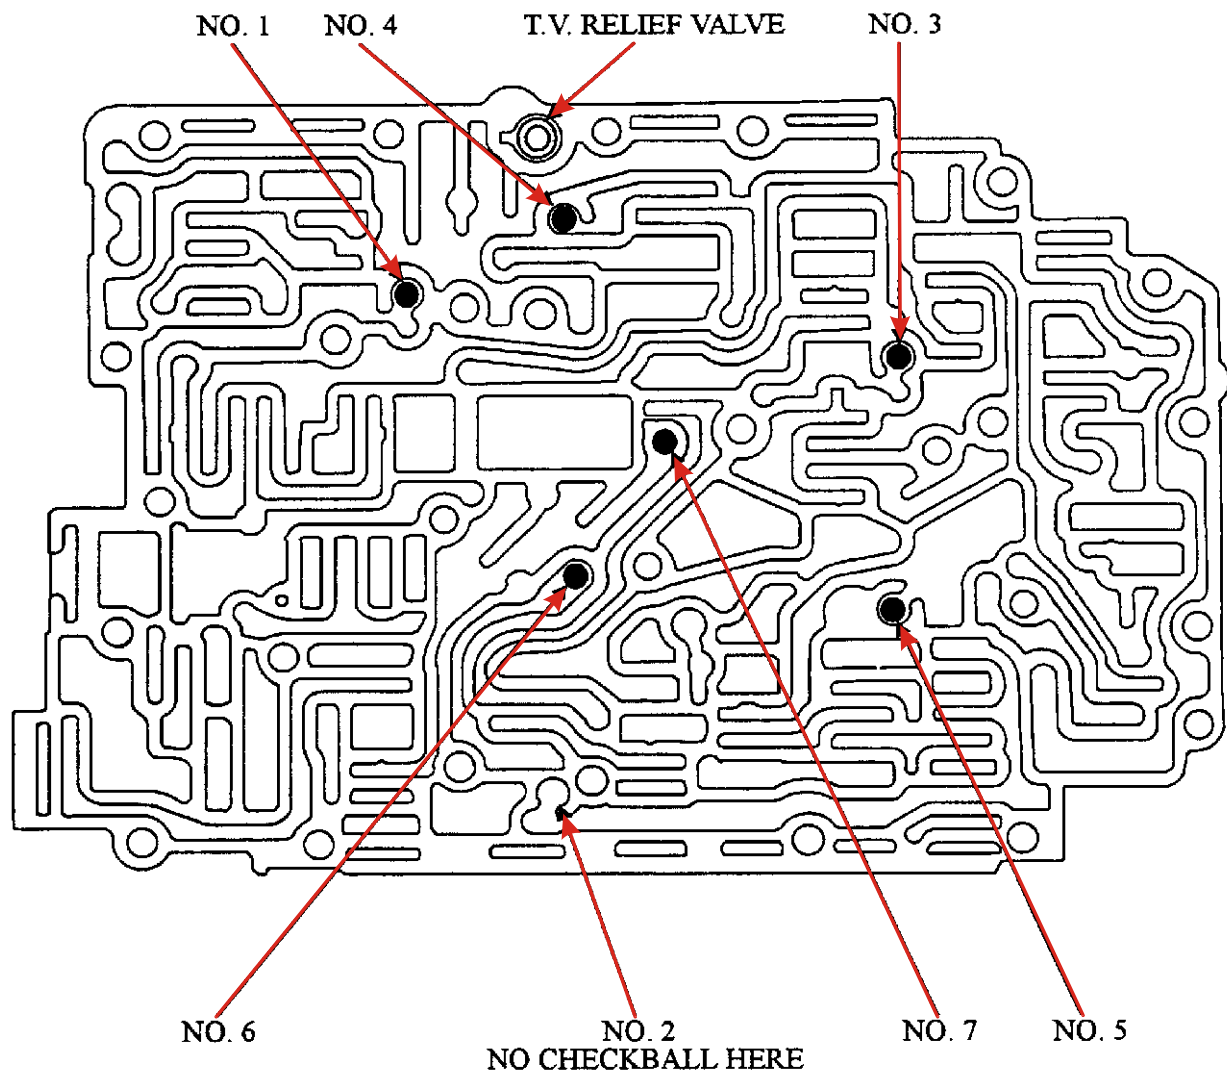 NO. 1
NO. 4
T.V. RELIEF VALVE
NO. 3
NO. 6
NO. 2
NO CHECKBALL HERE
NO. 7
NO. 5